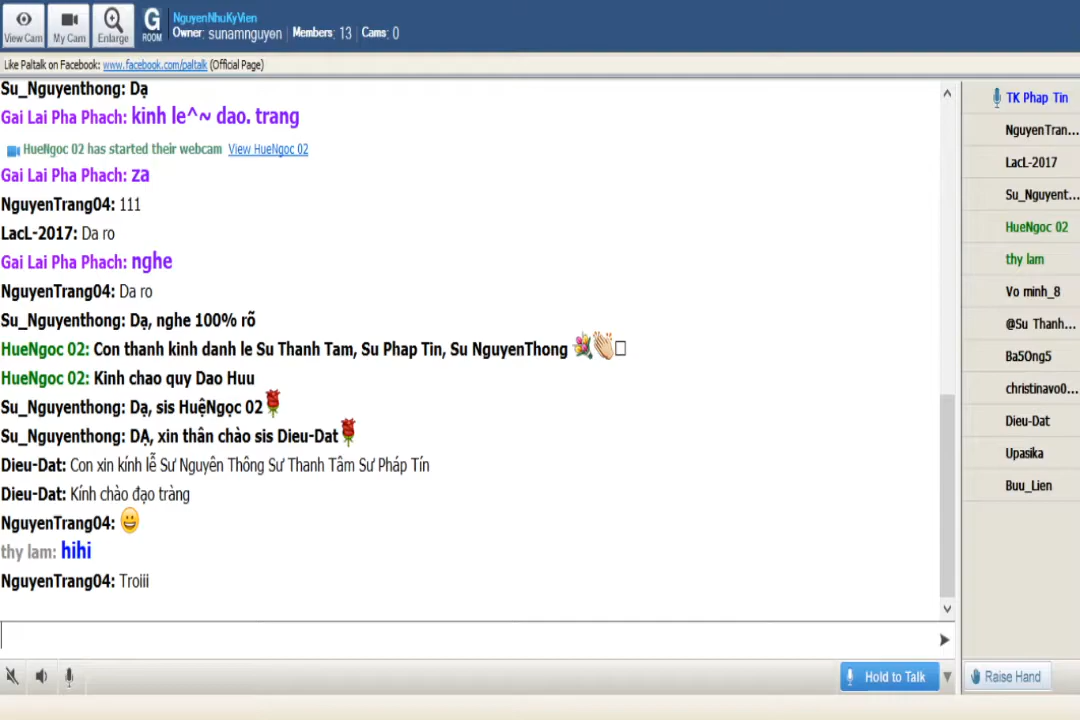 View Cam
My Cam
Enlarge
G
ROOM
NguyenNhuKyVien
Owner: sunamnguyen | Members: 13 | Cams: 0
Like Paltalk on Facebook: www.facebook.com/paltalk (Official Page)
Su_Nguyenthong: Dạ
Gai Lai Pha Phach: kinh le^~ dao. trang
HueNgoc 02 has started their webcam View HueNgoc 02
Gai Lai Pha Phach: za
NguyenTrang04: 111
LacL-2017: Da ro
Gai Lai Pha Phach: nghe
NguyenTrang04: Da ro
Su_Nguyenthong: Dạ, nghe 100% rõ
HueNgoc 02: Con thanh kinh danh le Su Thanh Tam, Su Phap Tin, Su NguyenThong
HueNgoc 02: Kinh chao quy Dao Huu
Su_Nguyenthong: Dạ, sis HuệNgọc 02
Su_Nguyenthong: DẠ, xin thân chào sis Dieu-Dat
Dieu-Dat: Con xin kính lễ Sư Nguyên Thông Sư Thanh Tâm Sư Pháp Tín
Dieu-Dat: Kính chào đạo tràng
NguyenTrang04: 😀
thy lam: hihi
NguyenTrang04: Troiii
Hold to Talk
TK Phap Tin
NguyenTran...
LacL-2017
Su_Nguyent...
HueNgoc 02
thy lam
Vo minh_8
@Su Thanh...
Ba5Ong5
christinavo0...
Dieu-Dat
Upasika
Buu_Lien
Raise Hand